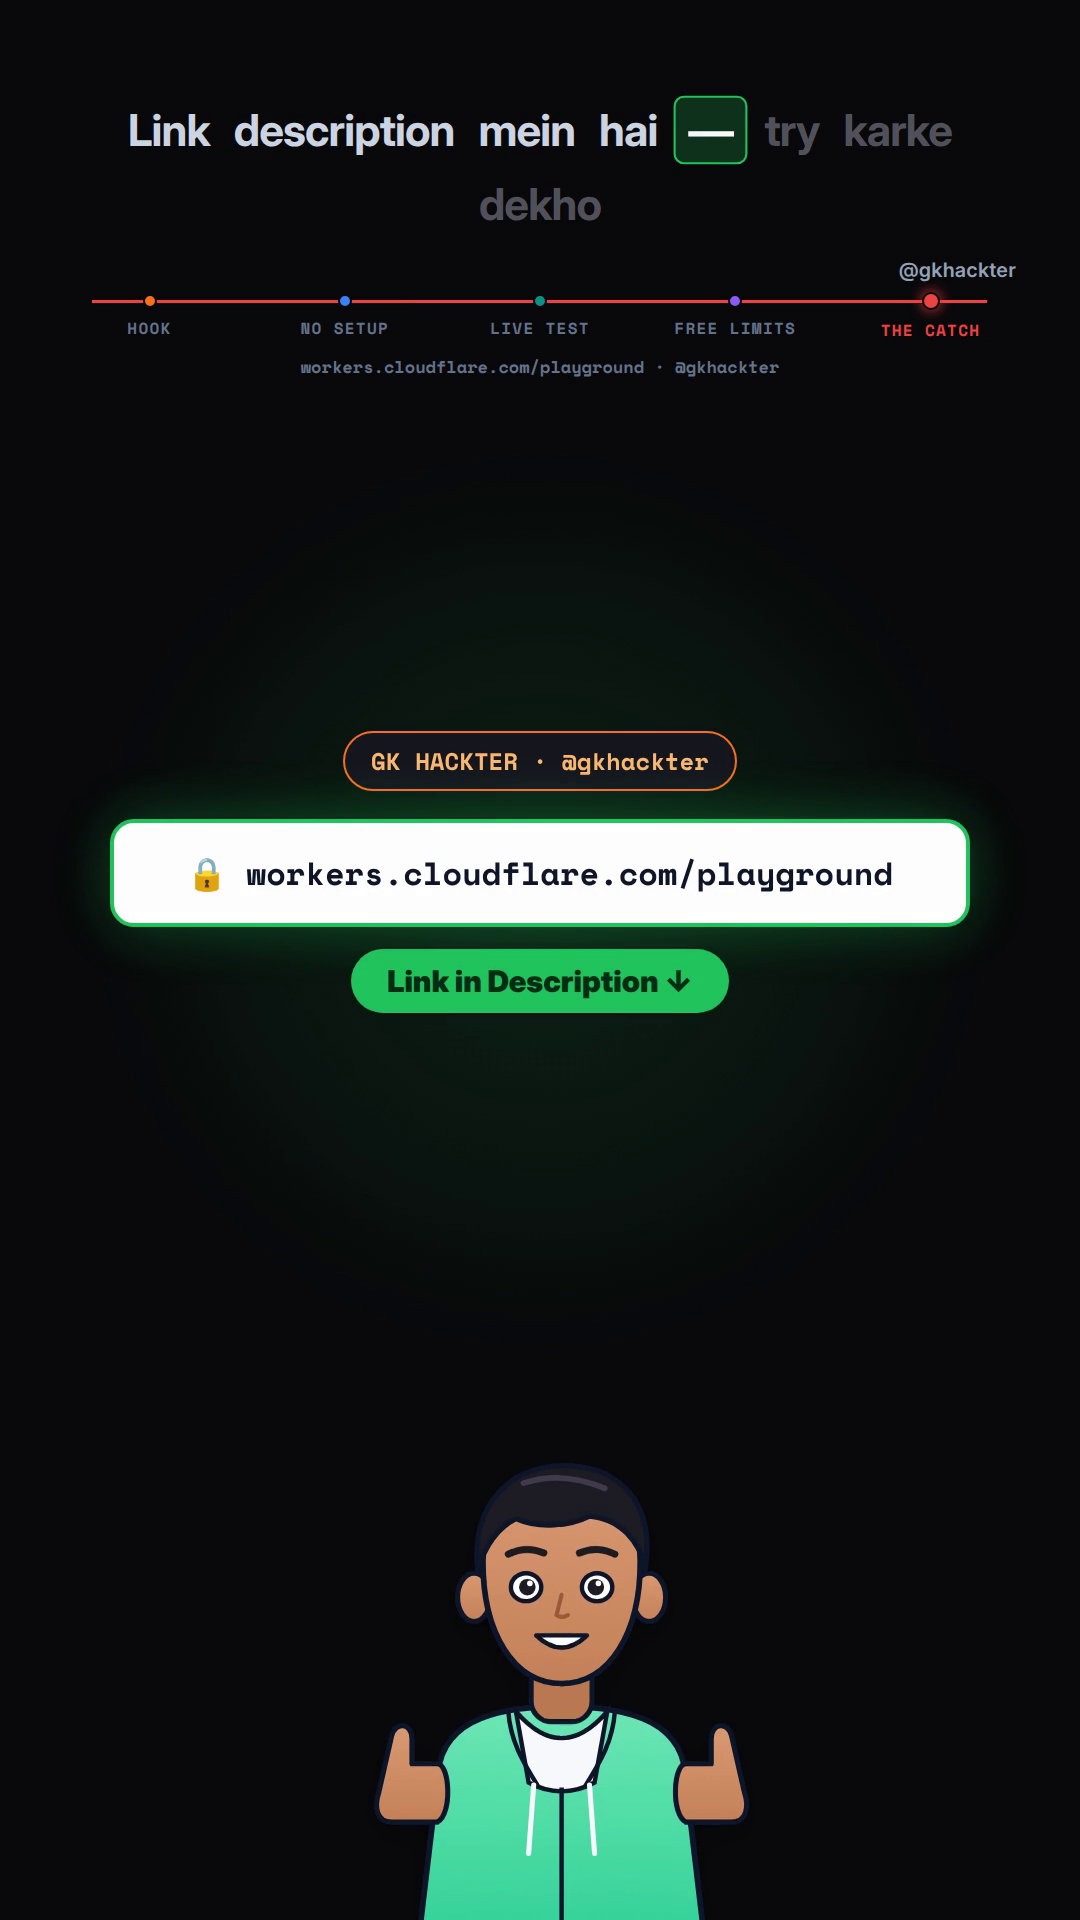 Link description mein hai — try karke
dekho
@gkhackter
HOOK NO SETUP LIVE TEST FREE LIMITS THE CATCH
workers.cloudflare.com/playground · @gkhackter
GK HACKTER · @gkhackter
🔒 workers.cloudflare.com/playground
Link in Description ↓